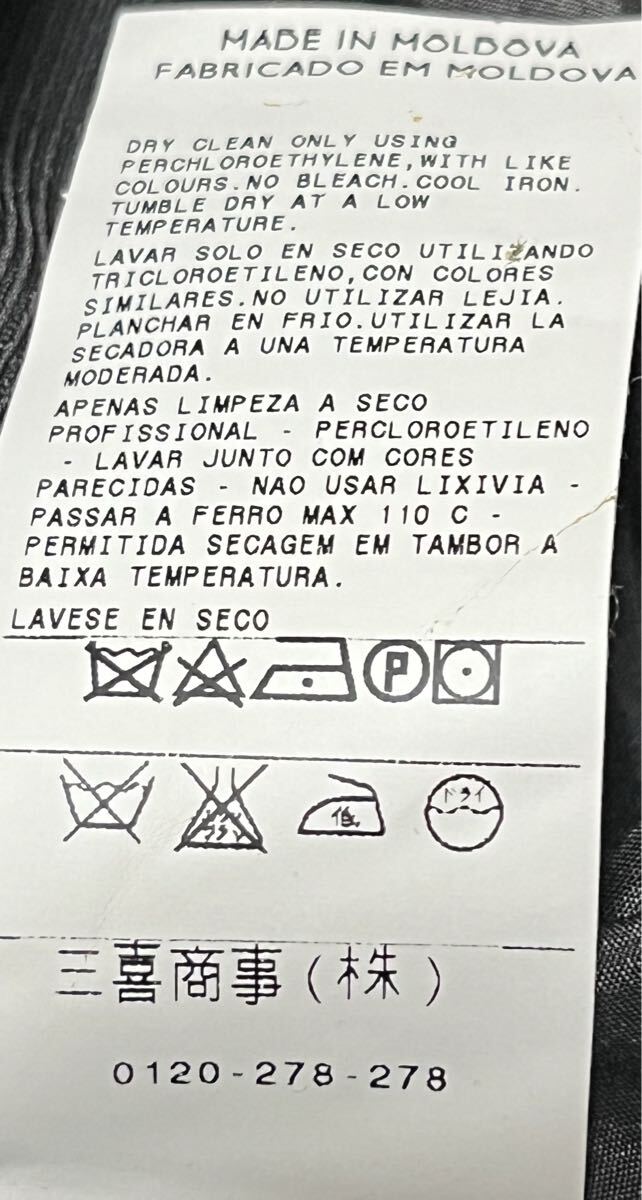 MADE IN MOLDOVA
FABRICADO EM MOLDOVA
DRY CLEAN ONLY USING
PERCHLOROETHYLENE,WITH LIKE
COLOURS.NO BLEACH.COOL IRON.
TUMBLE DRY AT A LOW
TEMPERATURE.
LAVAR SOLO EN SECO UTILIZANDO
TRICLOROETILENO,CON COLORES
SIMILARES.NO UTILIZAR LEJIA.
PLANCHAR EN FRIO.UTILIZAR LA
SECADORA A UNA TEMPERATURA
MODERADA.
APENAS LIMPEZA A SECO
PROFISSIONAL - PERCLOROETILENO
- LAVAR JUNTO COM CORES
PARECIDAS - NAO USAR LIXIVIA -
PASSAR A FERRO MAX 110 C -
PERMITIDA SECAGEM EM TAMBOR A
BAIXA TEMPERATURA.
LAVESE EN SECO
P
低 ドライ
三喜商事(株)
0120-278-278